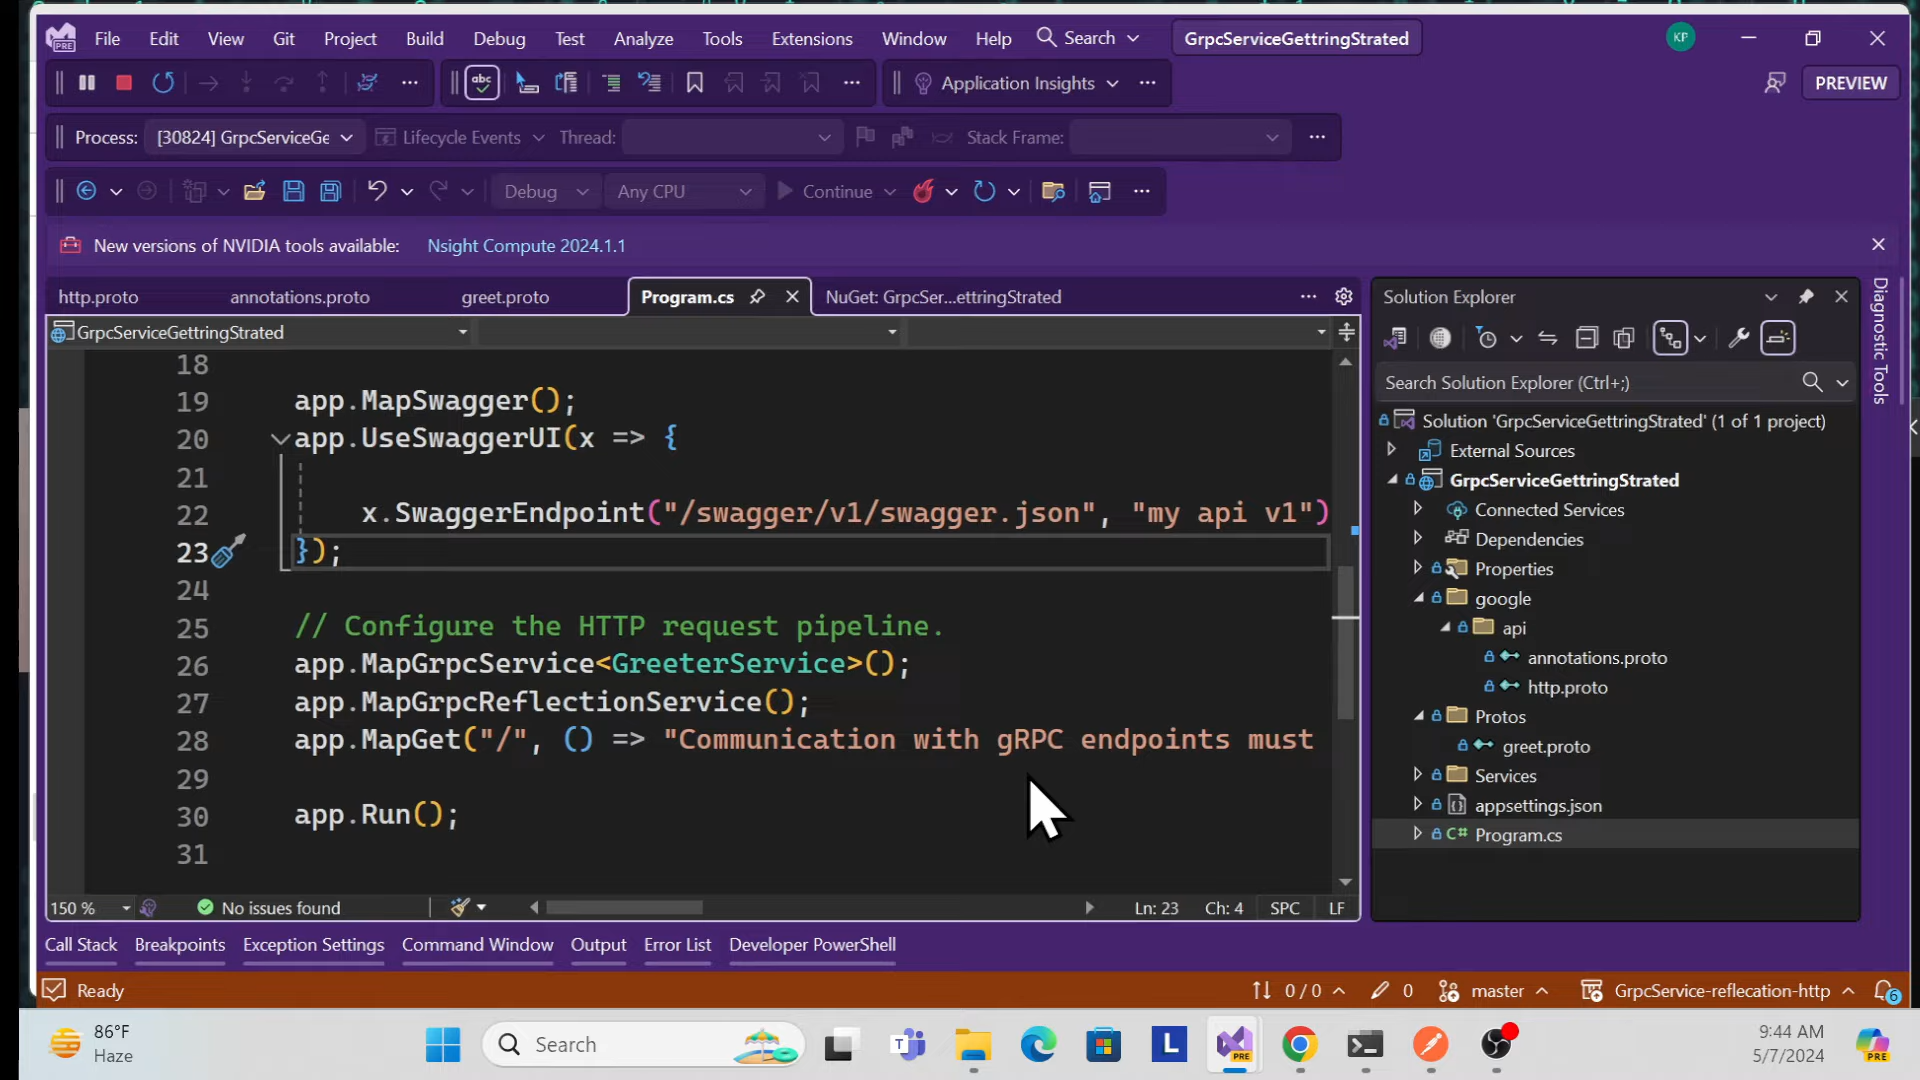 PRE
File Edit View Git Project Build Debug Test Analyze Tools Extensions Window Help Search GrpcServiceGettringStrated KP
abc Application Insights PREVIEW
Process: [30824] GrpcServiceGe Lifecycle Events Thread: Stack Frame:
Debug Any CPU Continue
New versions of NVIDIA tools available: Nsight Compute 2024.1.1
http.proto annotations.proto greet.proto Program.cs NuGet: GrpcSer...ettringStrated
GrpcServiceGettringStrated
18
19 app.MapSwagger();
20 app.UseSwaggerUI(x => {
21
22 x.SwaggerEndpoint("/swagger/v1/swagger.json", "my api v1")
23 });
24
25 // Configure the HTTP request pipeline.
26 app.MapGrpcService<GreeterService>();
27 app.MapGrpcReflectionService();
28 app.MapGet("/", () => "Communication with gRPC endpoints must
29
30 app.Run();
31
150 % No issues found Ln: 23 Ch: 4 SPC LF
Solution Explorer
Search Solution Explorer (Ctrl+;)
Solution 'GrpcServiceGettringStrated' (1 of 1 project)
External Sources
GrpcServiceGettringStrated
Connected Services
Dependencies
Properties
google
api
annotations.proto
http.proto
Protos
greet.proto
Services
appsettings.json
C# Program.cs
Diagnostic Tools
Call Stack Breakpoints Exception Settings Command Window Output Error List Developer PowerShell
Ready 0 / 0 0 master GrpcService-reflecation-http 6
86°F
Haze
Search
T
L
PRE
9:44 AM
5/7/2024
PRE